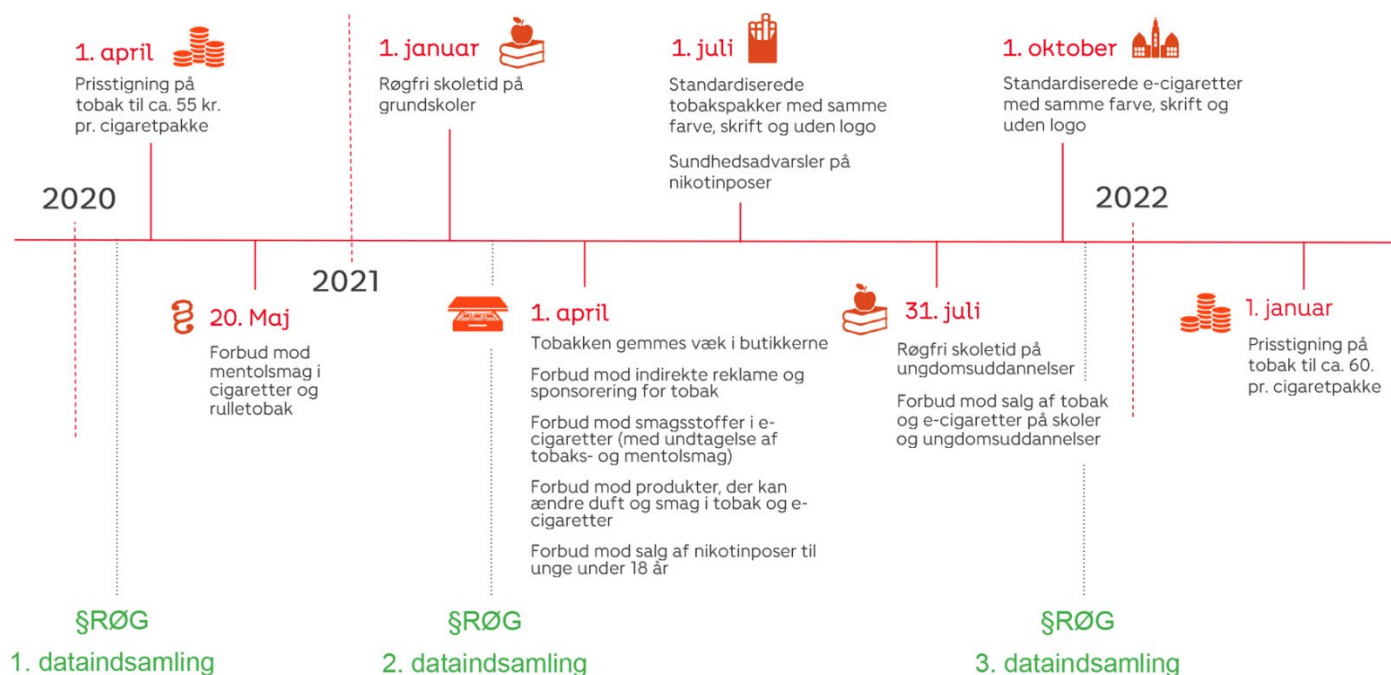 1. april
Prisstigning på
tobak til ca. 55 kr.
pr. cigaretpakke
1. januar
Røgfri skoletid på
grundskoler
1. juli
Standardiserede
tobakspakker med samme
farve, skrift og uden logo
Sundhedsadvarsler på
nikotinposer
1. oktober
Standardiserede e-cigaretter
med samme farve, skrift og
uden logo
2020
2021
2022
20. Maj
Forbud mod
mentolsmag i
cigaretter og
rulletobak
1. april
Tobakken gemmes væk i butikkerne
Forbud mod indirekte reklame og
sponsorering for tobak
Forbud mod smagsstoffer i e-
cigaretter (med undtagelse af
tobaks- og mentolsmag)
Forbud mod produkter, der kan
ændre duft og smag i tobak og e-
cigaretter
Forbud mod salg af nikotinposer til
unge under 18 år
31. juli
Røgfri skoletid på
ungdomsuddannelser
Forbud mod salg af tobak
og e-cigaretter på skoler
og ungdomsuddannelser
1. januar
Prisstigning på
tobak til ca. 60.
pr. cigaretpakke
§RØG
1. dataindsamling
§RØG
2. dataindsamling
§RØG
3. dataindsamling